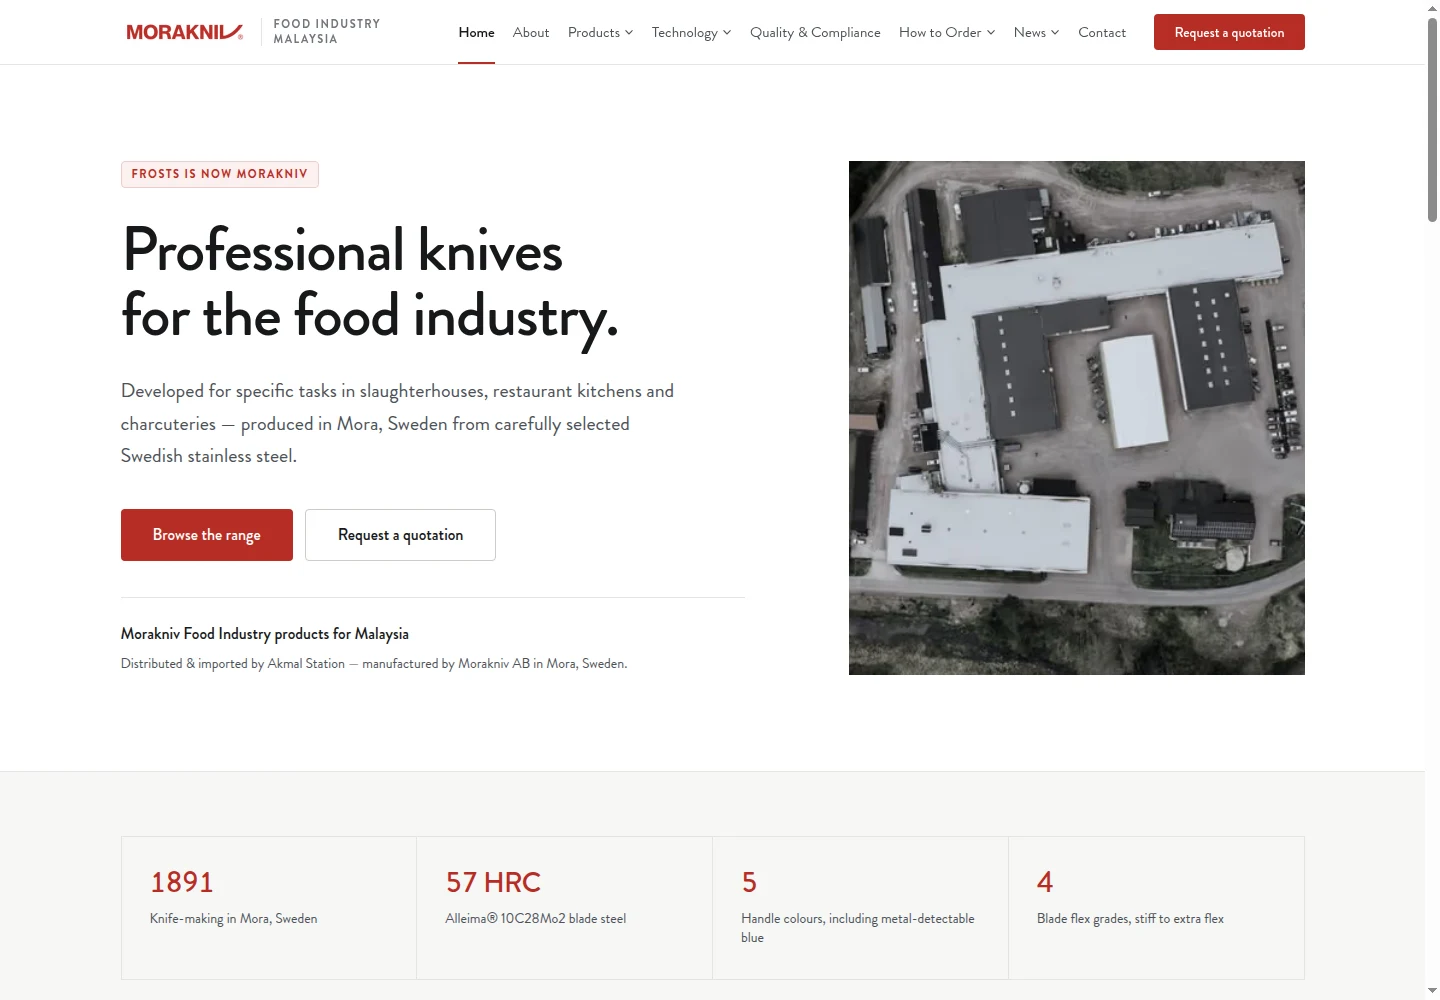 MORAKNIV®
FOOD INDUSTRY
MALAYSIA
Home
About
Products
Technology
Quality & Compliance
How to Order
News
Contact
Request a quotation
FROSTS IS NOW MORAKNIV
Professional knives
for the food industry.
Developed for specific tasks in slaughterhouses, restaurant kitchens and
charcuteries — produced in Mora, Sweden from carefully selected
Swedish stainless steel.
Browse the range
Request a quotation
Morakniv Food Industry products for Malaysia
Distributed & imported by Akmal Station — manufactured by Morakniv AB in Mora, Sweden.
1891
Knife-making in Mora, Sweden
57 HRC
Alleima® 10C28Mo2 blade steel
5
Handle colours, including metal-detectable
blue
4
Blade flex grades, stiff to extra flex